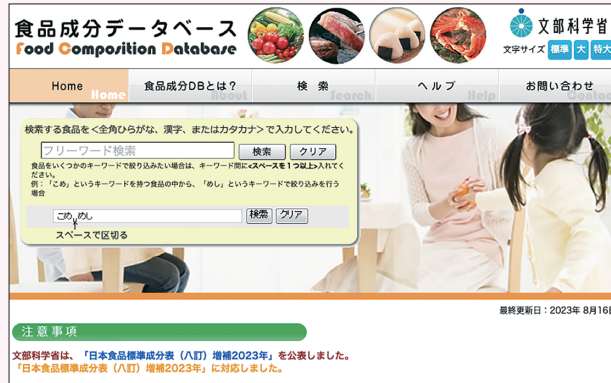 食品成分データベース
Food Composition Database
文部科学省
文字サイズ 標準 大 特大
Home 食品成分DBとは? 検 索 ヘ ル プ お問い合わせ
Home About Search Help Contac
検索する食品を<全角ひらがな、漢字、またはカタカナ>で入力してください。
フリーワード検索 検索 クリア
食品をいくつかのキーワードで絞り込みたい場合は、キーワード間に<スペースを1つ以上>入れてく
ださい。
例:「こめ」というキーワードを持つ食品の中から、「めし」というキーワードで絞り込みを行う
場合
こめ めし 検索 クリア
スペースで区切る
最終更新日:2023年 8月16日
注意事項
文部科学省は、「日本食品標準成分表(八訂)増補2023年」を公表しました。
「日本食品標準成分表(八訂)増補2023年」に対応しました。